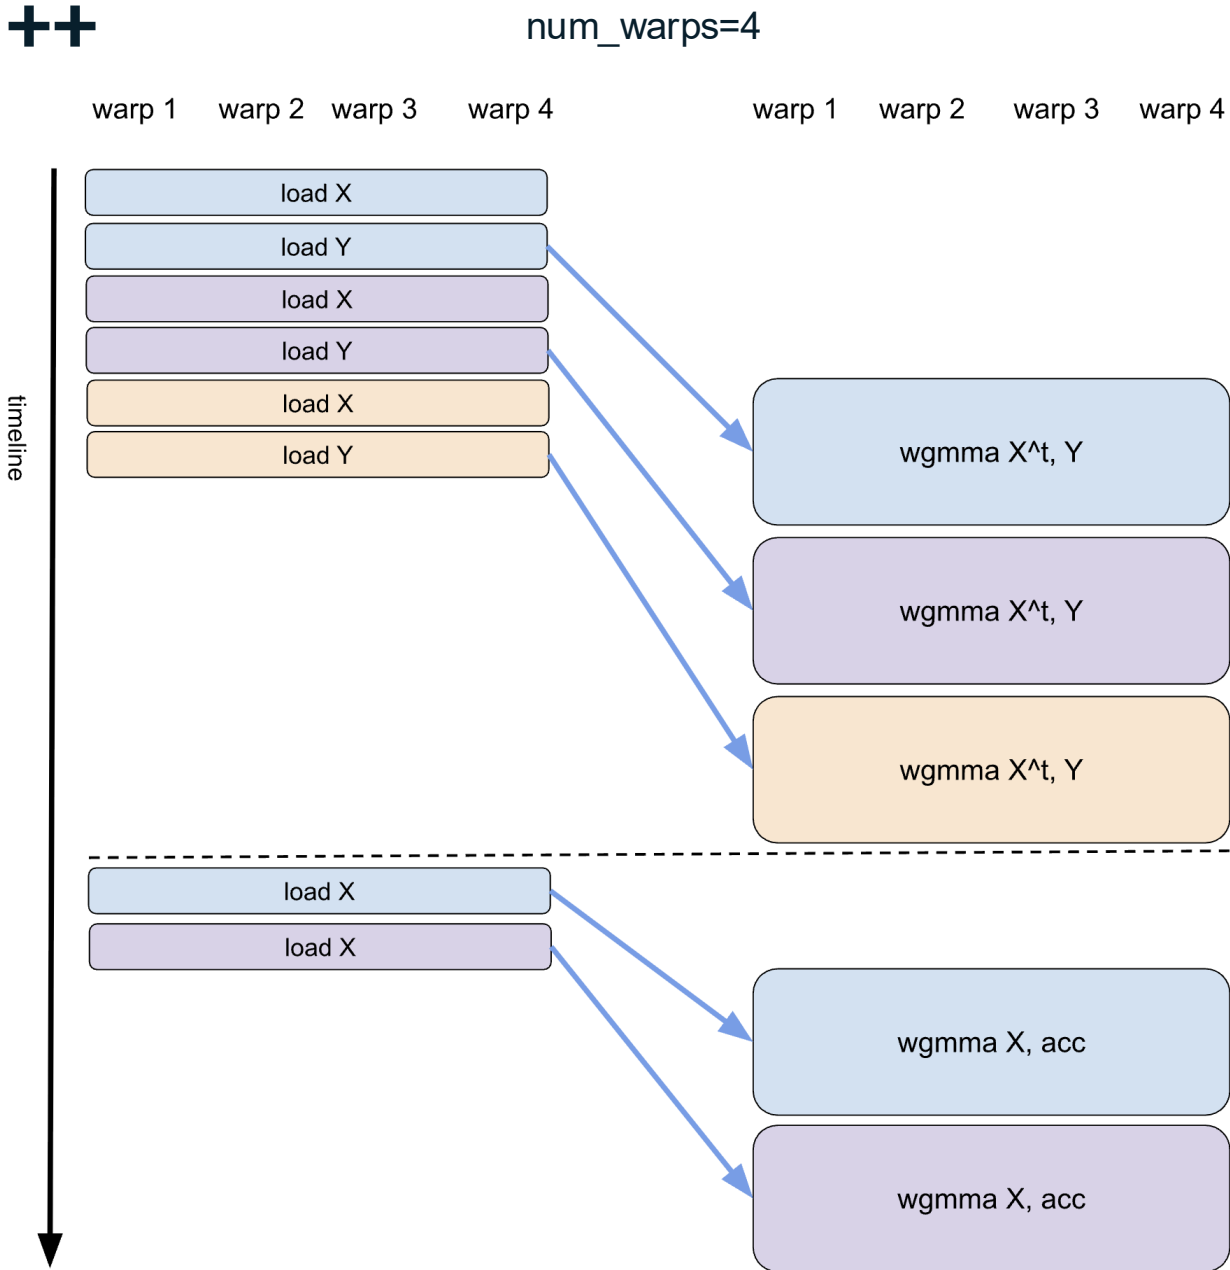 ++
num_warps=4
warp 1 warp 2 warp 3 warp 4 warp 1 warp 2 warp 3 warp 4
timeline
load X
load Y
load X
load Y
load X
load Y
wgmma X^t, Y
wgmma X^t, Y
wgmma X^t, Y
load X
load X
wgmma X, acc
wgmma X, acc